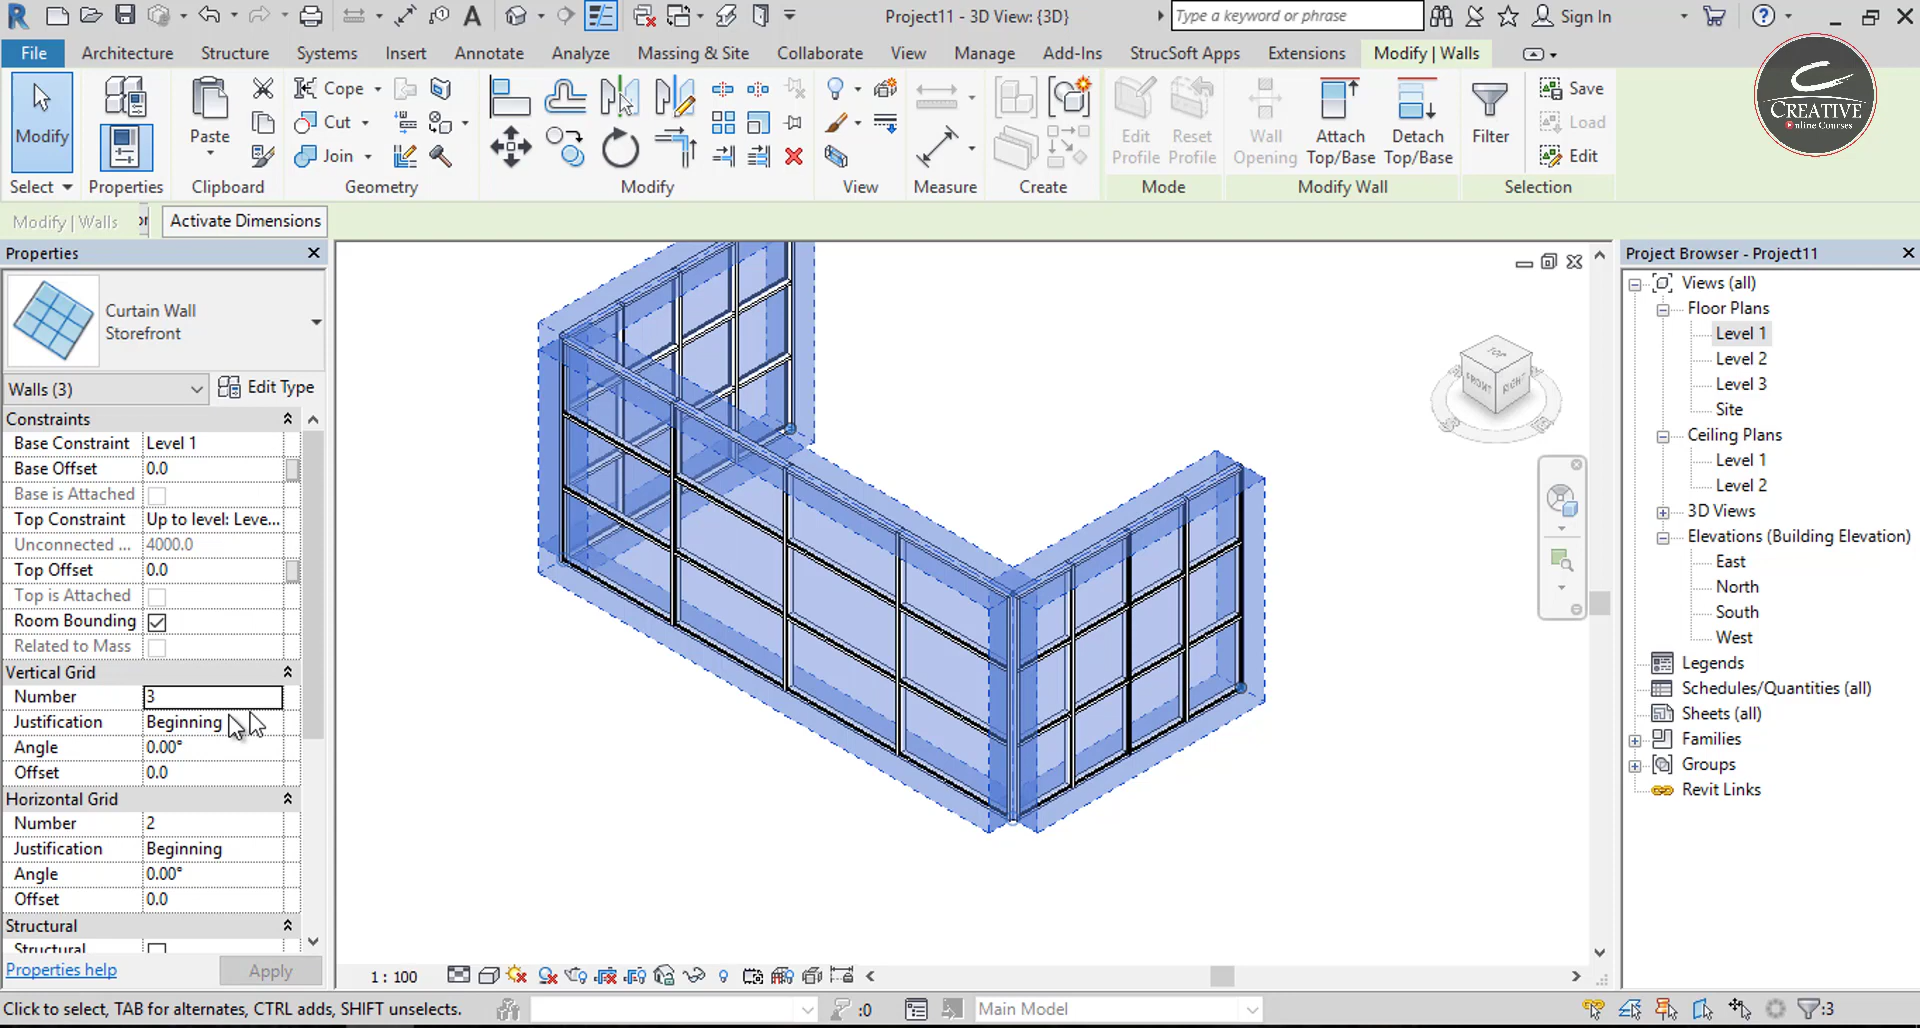 Project11 - 3D View: {3D}
Type a keyword or phrase
Sign In
File
Architecture
Structure
Systems
Insert
Annotate
Analyze
Massing & Site
Collaborate
View
Manage
Add-Ins
StrucSoft Apps
Extensions
Modify | Walls
CREATIVE
Online Courses
Modify
Paste
Cope
Cut
Join
Edit Profile
Reset Profile
Wall Opening
Attach Top/Base
Detach Top/Base
Filter
Save
Load
Edit
Select
Properties
Clipboard
Geometry
Modify
View
Measure
Create
Mode
Modify Wall
Selection
Modify | Walls
Activate Dimensions
Properties
Curtain Wall
Storefront
Walls (3)
Edit Type
Constraints
Base Constraint Level 1
Base Offset 0.0
Base is Attached
Top Constraint Up to level: Leve...
Unconnected ... 4000.0
Top Offset 0.0
Top is Attached
Room Bounding
Related to Mass
Vertical Grid
Number 3
Justification Beginning
Angle 0.00°
Offset 0.0
Horizontal Grid
Number 2
Justification Beginning
Angle 0.00°
Offset 0.0
Structural
Structural
Properties help
Apply
TOP
FRONT
RIGHT
Project Browser - Project11
Views (all)
Floor Plans
Level 1
Level 2
Level 3
Site
Ceiling Plans
Level 1
Level 2
3D Views
Elevations (Building Elevation)
East
North
South
West
Legends
Schedules/Quantities (all)
Sheets (all)
Families
Groups
Revit Links
1 : 100
Click to select, TAB for alternates, CTRL adds, SHIFT unselects.
:0
Main Model
:3